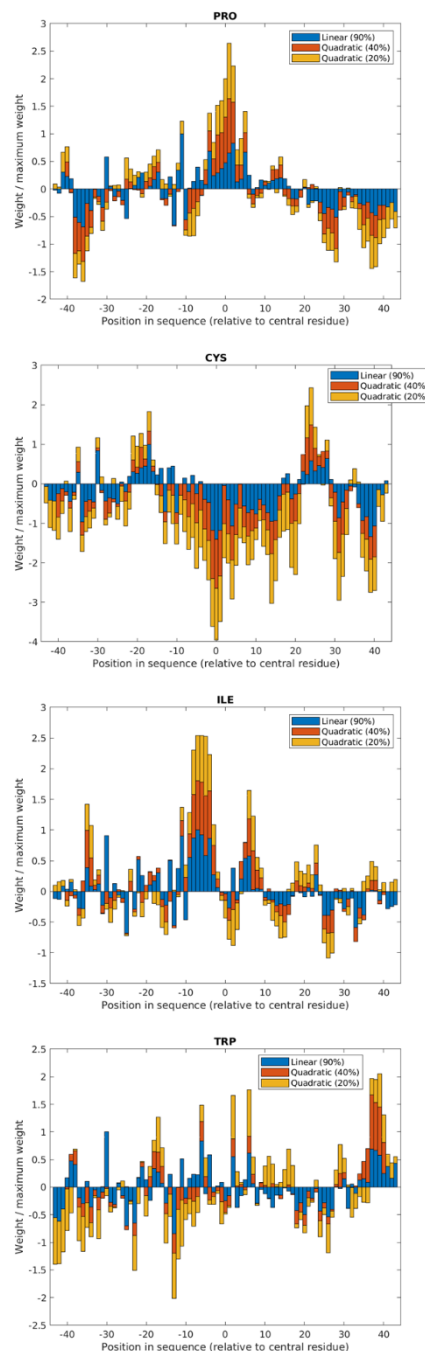 PRO
3
2.5
2
1.5
1
0.5
0
-0.5
-1
-1.5
-2
Weight / maximum weight
Linear (90%)
Quadratic (40%)
Quadratic (20%)
-40 -30 -20 -10 0 10 20 30 40
Position in sequence (relative to central residue)
CYS
3
2
1
0
-1
-2
-3
-4
Weight / maximum weight
Linear (90%)
Quadratic (40%)
Quadratic (20%
-40 -30 -20 -10 0 10 20 30 40
Position in sequence (relative to central residue)
ILE
3
2.5
2
1.5
1
0.5
0
-0.5
-1
-1.5
Weight / maximum weight
Linear (90%)
Quadratic (40%)
Quadratic (20%)
-40 -30 -20 -10 0 10 20 30 40
Position in sequence (relative to central residue)
TRP
2.5
2
1.5
1
0.5
0
-0.5
-1
-1.5
-2
-2.5
Weight / maximum weight
Linear (90%)
Quadratic (40%)
Quadratic (20%)
-40 -30 -20 -10 0 10 20 30 40
Position in sequence (relative to central residue)